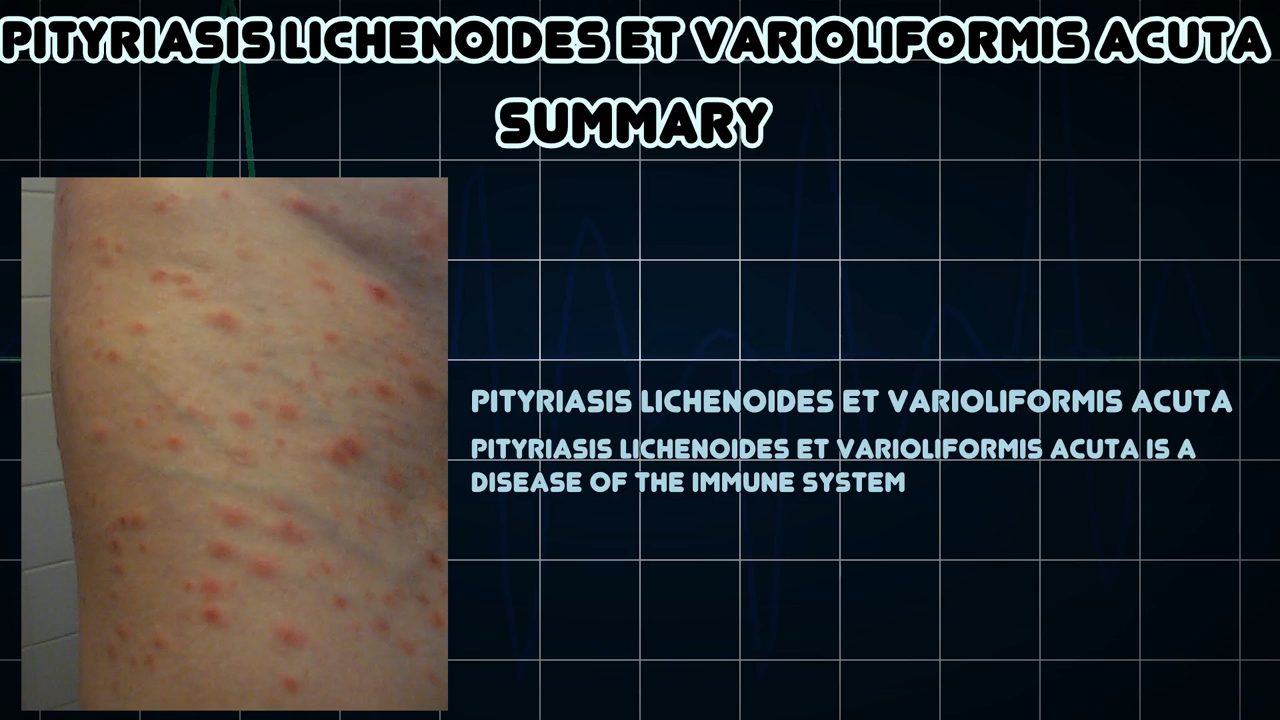 PITYRIASIS LICHENOIDES ET VARIOLIFORMIS ACUTA
SUMMARY
PITYRIASIS LICHENOIDES ET VARIOLIFORMIS ACUTA
PITYRIASIS LICHENOIDES ET VARIOLIFORMIS ACUTA IS A
DISEASE OF THE IMMUNE SYSTEM